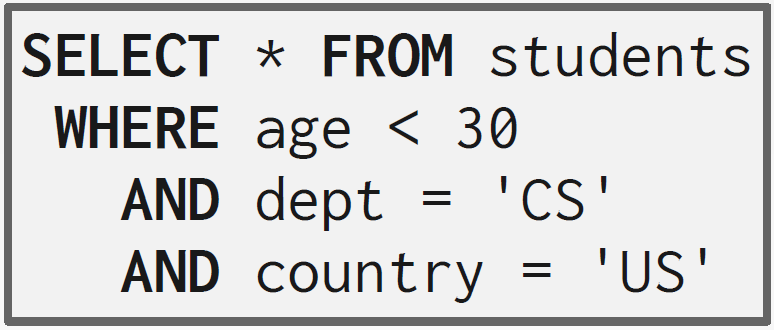 SELECT * FROM students
WHERE age < 30
AND dept = 'CS'
AND country = 'US'